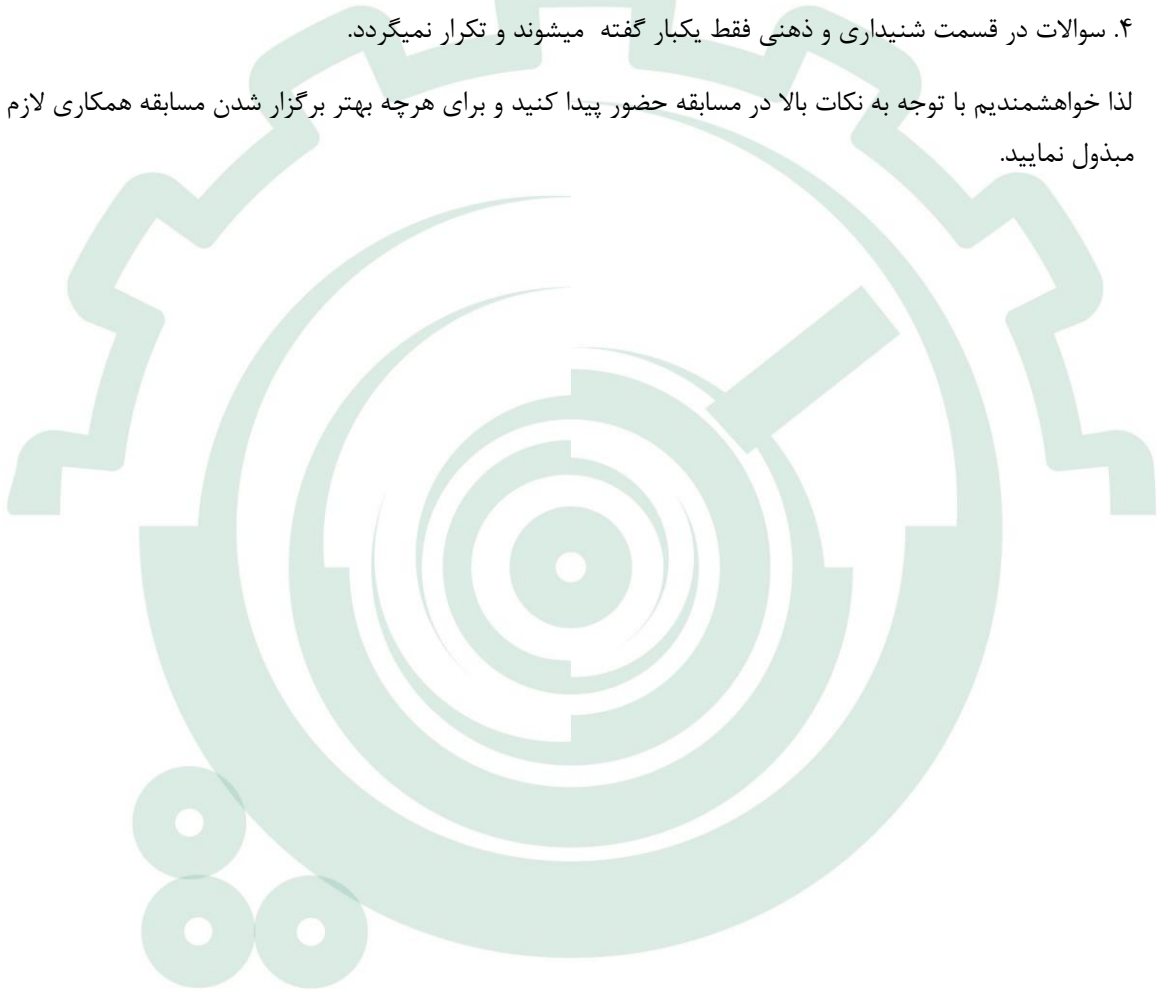 ۴. سوالات در قسمت شنیداری و ذهنی فقط یکبار گفته میشوند و تکرار نمیگردد.
لذا خواهشمندیم با توجه به نکات بالا در مسابقه حضور پیدا کنید و برای هرچه بهتر برگزار شدن مسابقه همکاری لازم
مبذول نمایید.